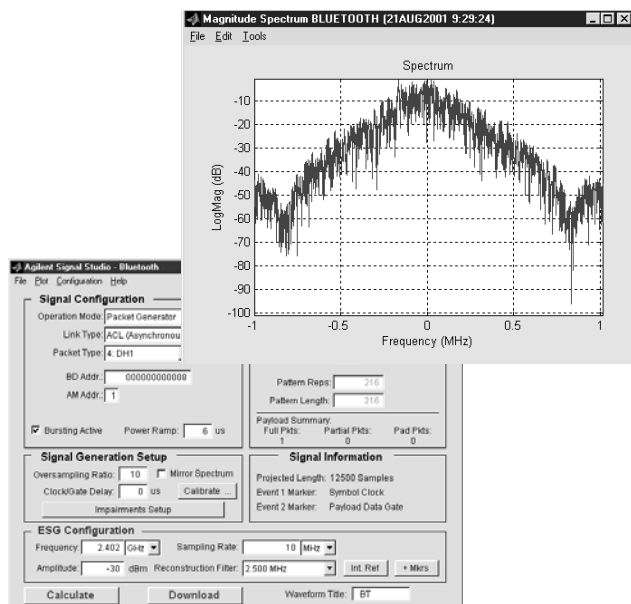 Magnitude Spectrum BLUETOOTH (21AUG2001 9:29:24)
File Edit Tools
Spectrum
LogMag (dB)
-10
-20
-30
-40
-50
-60
-70
-80
-90
-100
-1 -0.5 0 0.5 1
Frequency (MHz)
Agilent Signal Studio - Bluetooth
File Plot Configuration Help
Signal Configuration
Operation Mode: Packet Generator
Link Type: ACL (Asynchronou
Packet Type: 4: DH1
BD Addr.: 000000000008
AM Addr.: 1
Bursting Active Power Ramp: 6 us
Pattern Reps: 216
Pattern Length: 216
Payload Summary:
Full Pkts: Partial Pkts: Pad Pkts:
1 0 0
Signal Generation Setup
Oversampling Ratio: 10 Mirror Spectrum
Clock/Gate Delay: 0 us Calibrate ...
Impairments Setup
Signal Information
Projected Length: 12500 Samples
Event 1 Marker: Symbol Clock
Event 2 Marker: Payload Data Gate
ESG Configuration
Frequency: 2.402 GHz Sampling Rate: 10 MHz
Amplitude: -30 dBm Reconstruction Filter: 2.500 MHz Int. Ref + Mkrs
Calculate Download Waveform Title: BT